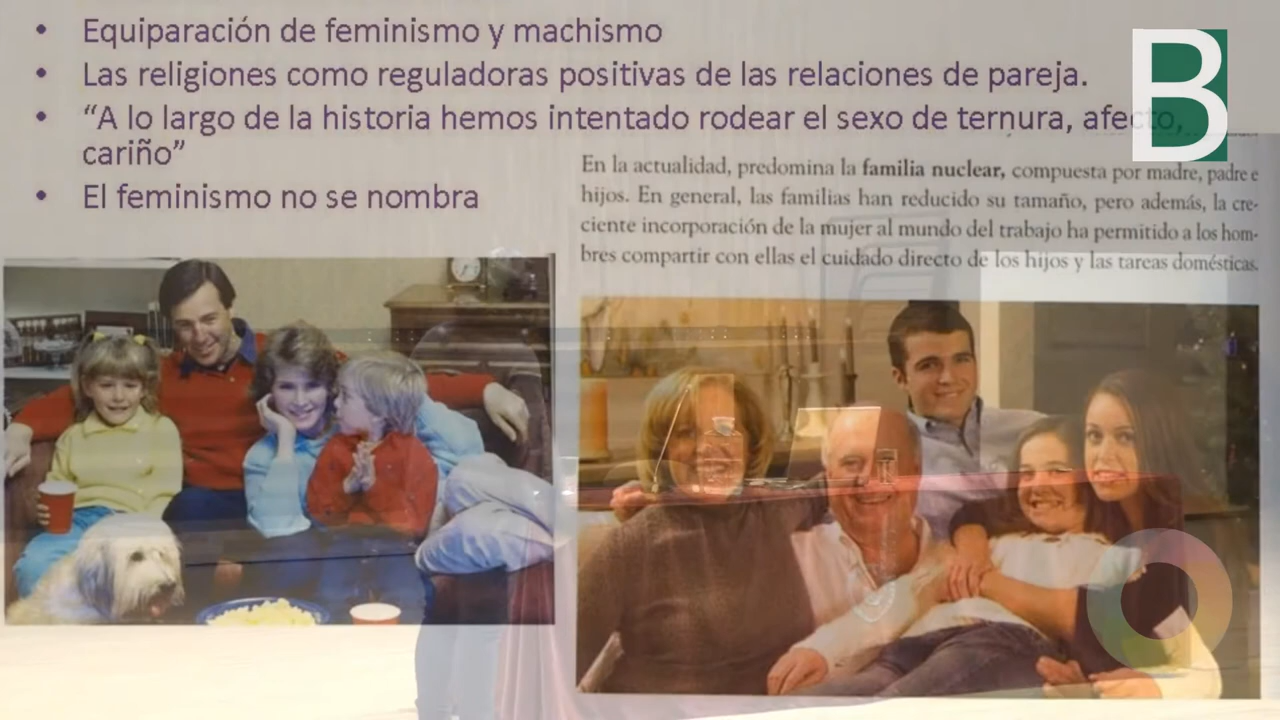 • Equiparación de feminismo y machismo
• Las religiones como reguladoras positivas de las relaciones de pareja.
• “A lo largo de la historia hemos intentado rodear el sexo de ternura, afecto,
cariño”
• El feminismo no se nombra
B
En la actualidad, predomina la familia nuclear, compuesta por madre, padre e
hijos. En general, las familias han reducido su tamaño, pero además, la cre-
ciente incorporación de la mujer al mundo del trabajo ha permitido a los hom-
bres compartir con ellas el cuidado directo de los hijos y las tareas domésticas.